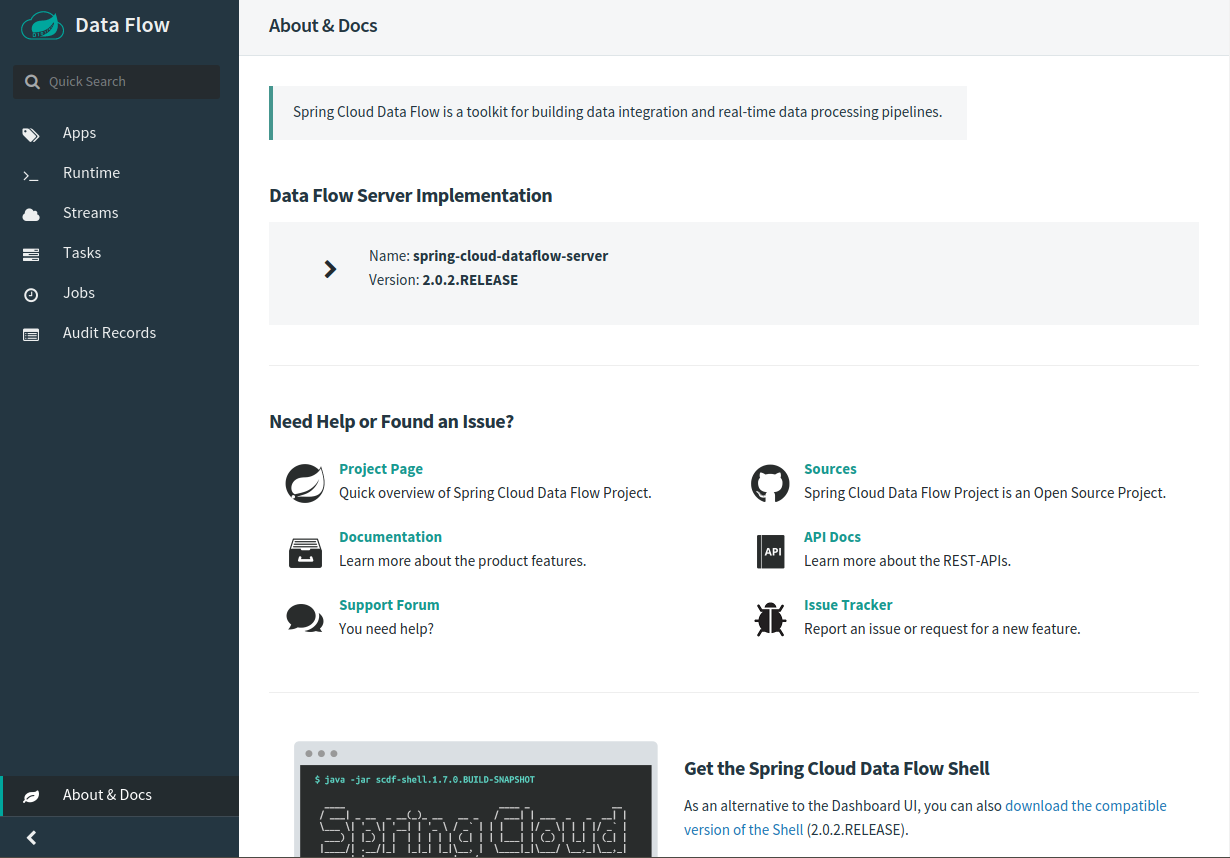 Data Flow
Quick Search
Apps
Runtime
Streams
Tasks
Jobs
Audit Records
About & Docs
About & Docs
Spring Cloud Data Flow is a toolkit for building data integration and real-time data processing pipelines.
Data Flow Server Implementation
Name: spring-cloud-dataflow-server
Version: 2.0.2.RELEASE
Need Help or Found an Issue?
Project Page
Quick overview of Spring Cloud Data Flow Project.
Sources
Spring Cloud Data Flow Project is an Open Source Project.
Documentation
Learn more about the product features.
API
API Docs
Learn more about the REST-APIs.
Support Forum
You need help?
Issue Tracker
Report an issue or request for a new feature.
$ java -jar scdf-shell.1.7.0.BUILD-SNAPSHOT
Get the Spring Cloud Data Flow Shell
As an alternative to the Dashboard UI, you can also download the compatible
version of the Shell (2.0.2.RELEASE).